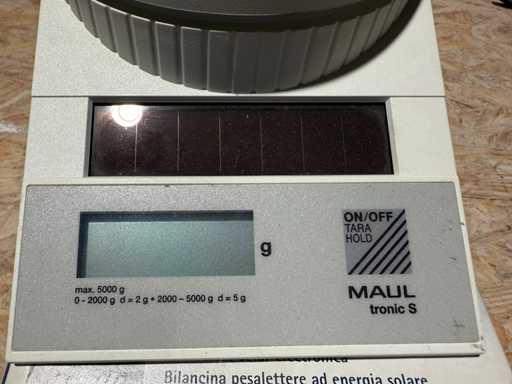 ON/OFF
TARA
HOLD
g
max. 5000 g
0 - 2000 g d = 2 g + 2000 – 5000 g d = 5 g
MAUL
tronic S
Bilancina pesalettere ad energia solare